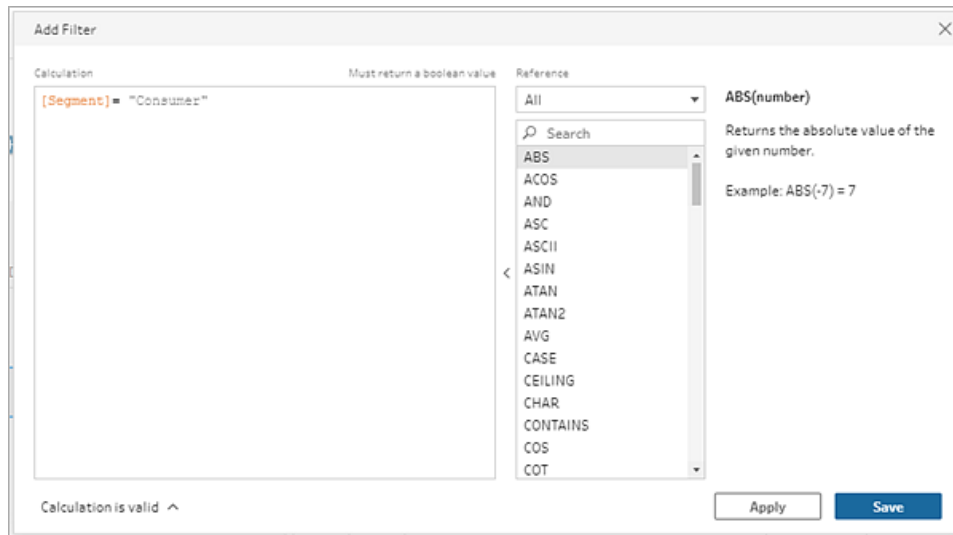 Add Filter
Calculation
Must return a boolean value
[Segment]= "Consumer"
Reference
All
Search
ABS
ACOS
AND
ASC
ASCII
ASIN
ATAN
ATAN2
AVG
CASE
CEILING
CHAR
CONTAINS
COS
COT
ABS(number)
Returns the absolute value of the
given number.
Example: ABS(-7) = 7
Calculation is valid
Apply
Save